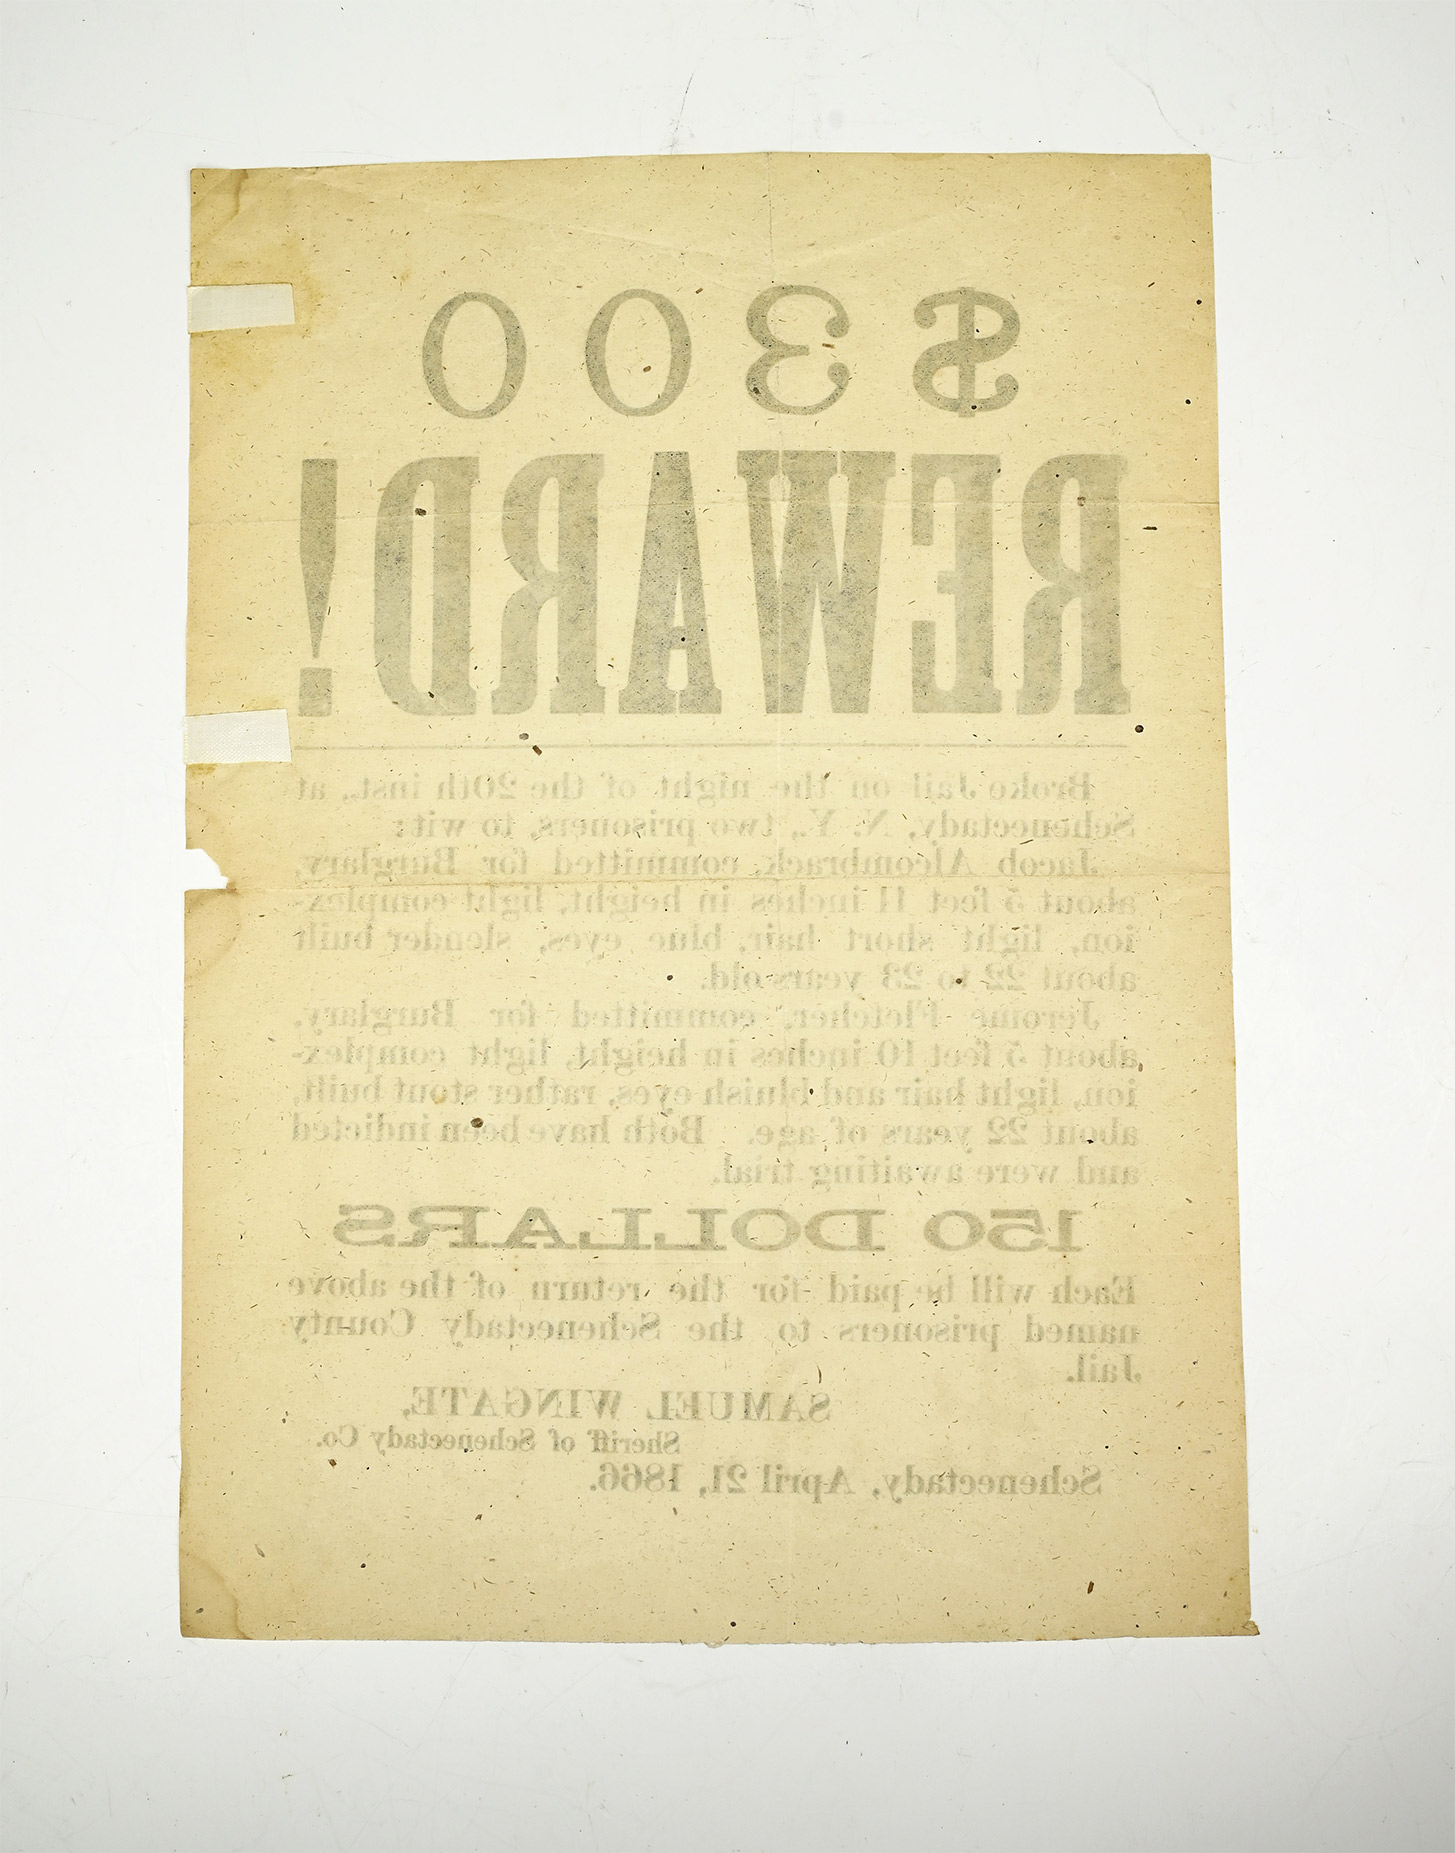 $300
REWARD!
Broke Jail on the night of the 20th inst., at
Schenectady, N. Y., two prisoners, to wit:
Jacob Alcombrack, committed for Burglary,
about 5 feet 11 inches in height, light complex-
ion, light short hair, blue eyes, slender built
about 22 to 23 years old.
Jerome Fletcher, committed for Burglary,
about 5 feet 10 inches in height, light complex-
ion, light hair and bluish eyes, rather stout built,
about 22 years of age. Both have been indicted
and were awaiting trial.
150 DOLLARS
Each will be paid for the return of the above
named prisoners to the Schenectady County
Jail.
SAMUEL WINGATE,
Sheriff of Schenectady Co.
Schenectady, April 21, 1866.